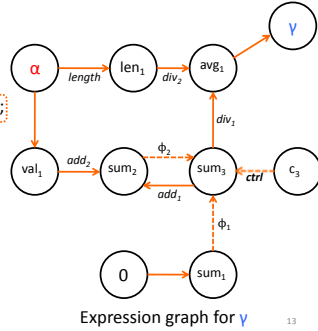 γ
α
length
len₁
div₂
avg₁
;
div₁
val₁
add₂
sum₂
ϕ₂
sum₃
add₁
ctrl
c₃
ϕ₁
0
sum₁
Expression graph for γ
13